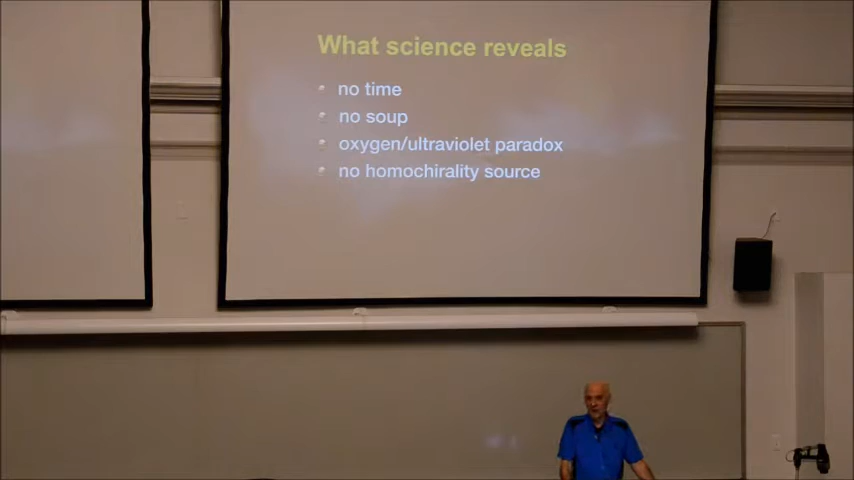 What science reveals
no time
no soup
oxygen/ultraviolet paradox
no homochirality source